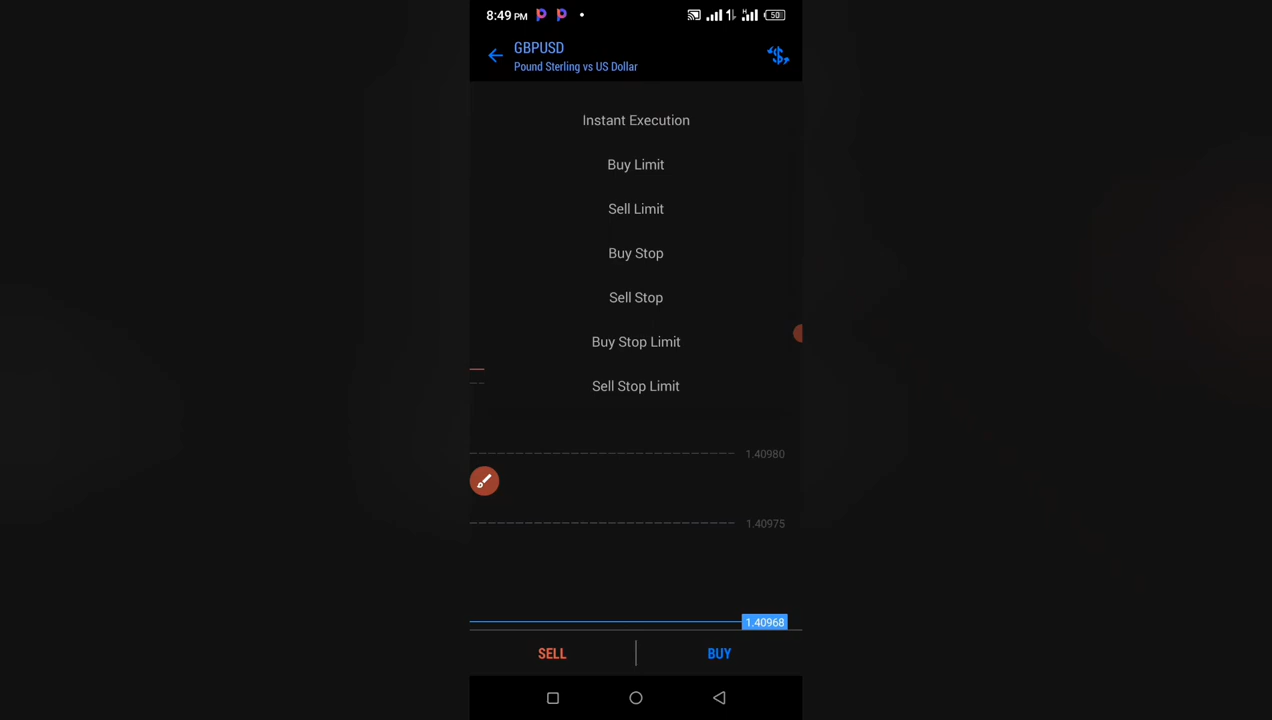 8:49 PM
50
GBPUSD
Pound Sterling vs US Dollar
Instant Execution
Buy Limit
Sell Limit
Buy Stop
Sell Stop
Buy Stop Limit
Sell Stop Limit
1.40980
1.40975
1.40968
SELL
BUY